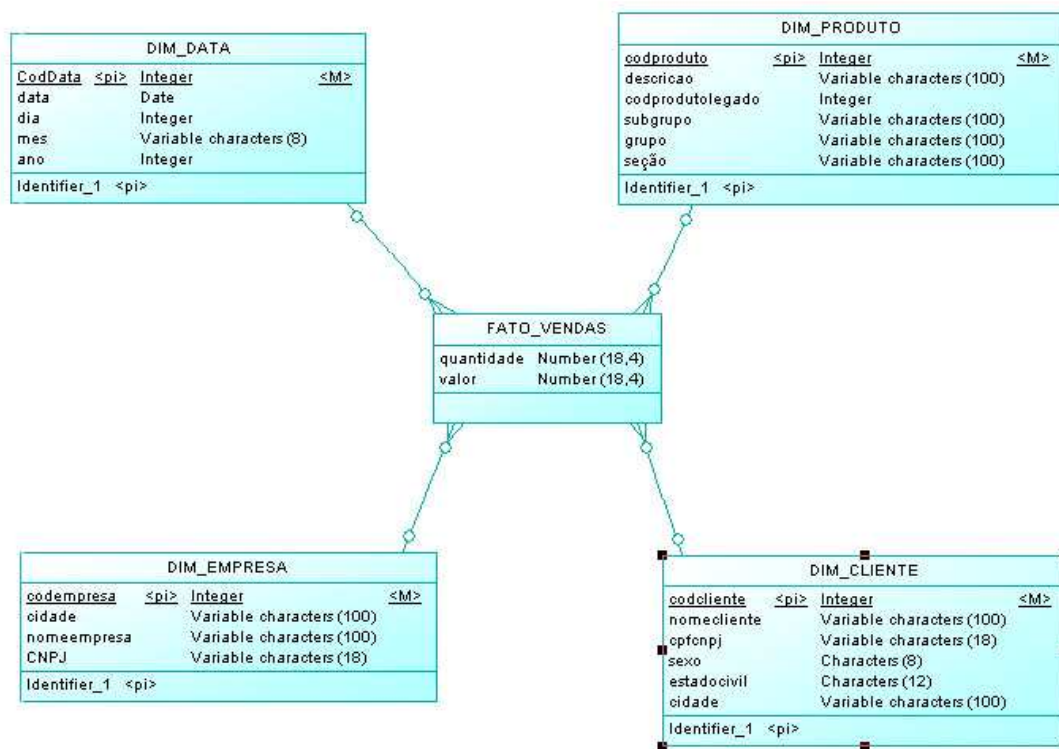 DIM_DATA
CodData <pi> Integer <M>
data Date
dia Integer
mes Variable characters (8)
ano Integer
Identifier_1 <pi>
DIM_PRODUTO
codproduto <pi> Integer <M>
descricao Variable characters (100)
codprodutolegado Integer
subgrupo Variable characters (100)
grupo Variable characters (100)
seção Variable characters (100)
Identifier_1 <pi>
FATO_VENDAS
quantidade Number (18,4)
valor Number (18,4)
DIM_EMPRESA
codempresa <pi> Integer <M>
cidade Variable characters (100)
nomeempresa Variable characters (100)
CNPJ Variable characters (18)
Identifier_1 <pi>
DIM_CLIENTE
codcliente <pi> Integer <M>
nomecliente Variable characters (100)
cpfcnpj Variable characters (18)
sexo Characters (8)
estadocivil Characters (12)
cidade Variable characters (100)
Identifier_1 <pi>